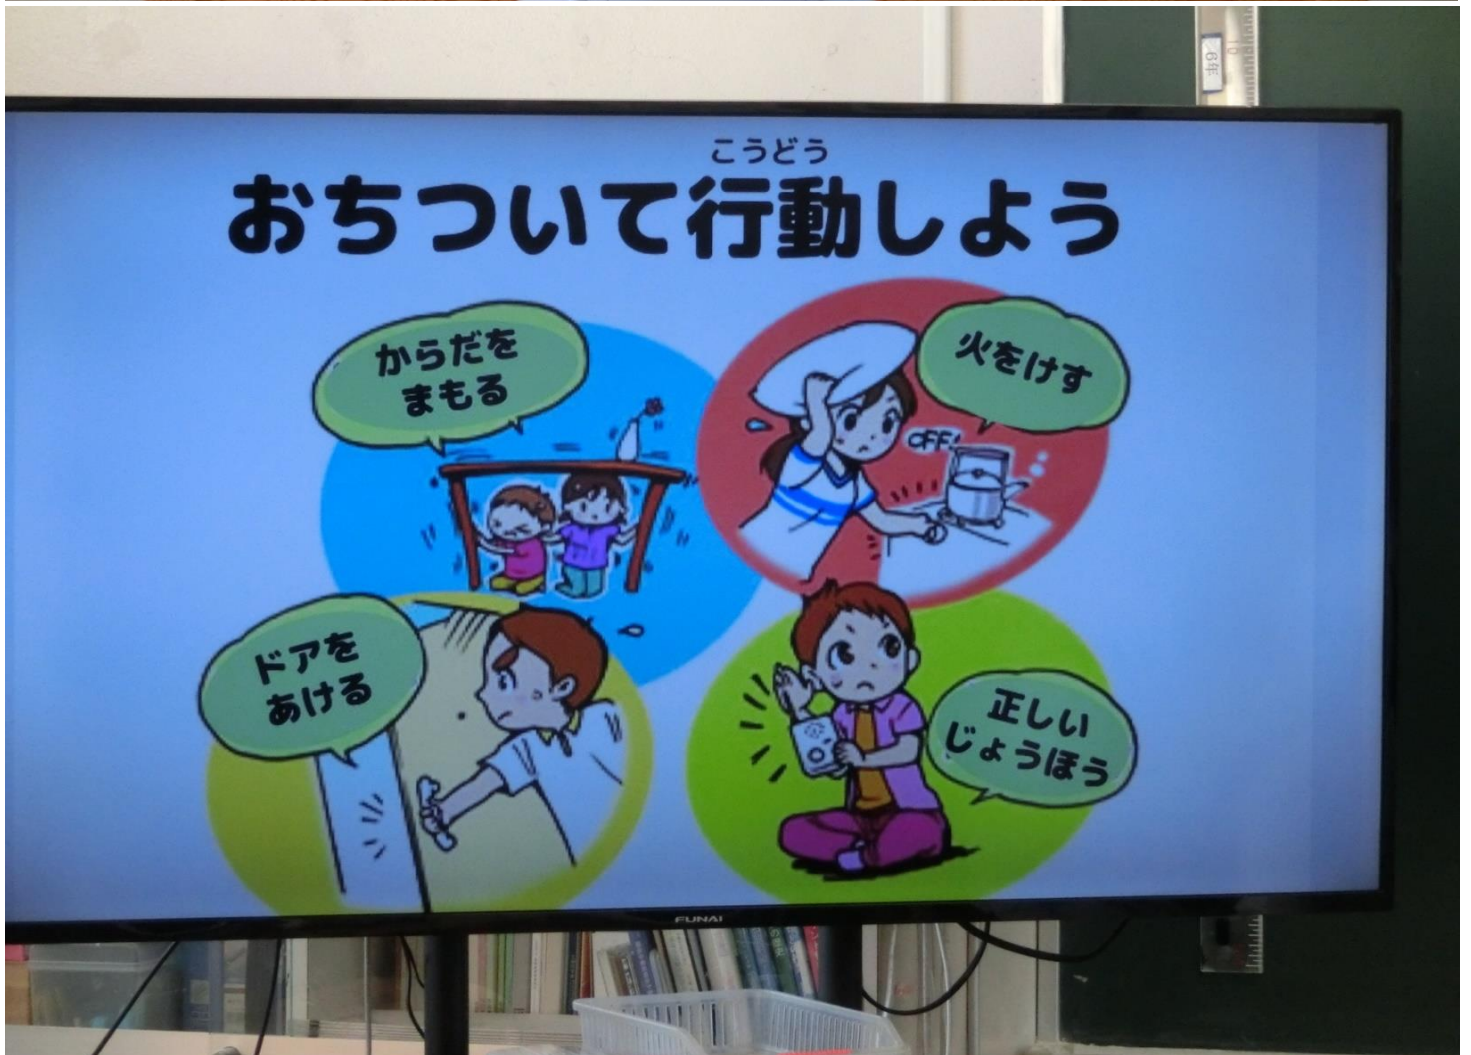 6年
こうどう
おちついて行動しよう
からだを
まもる
火をけす
OFF!
ドアを
あける
正しい
じょうほう
FUNAI